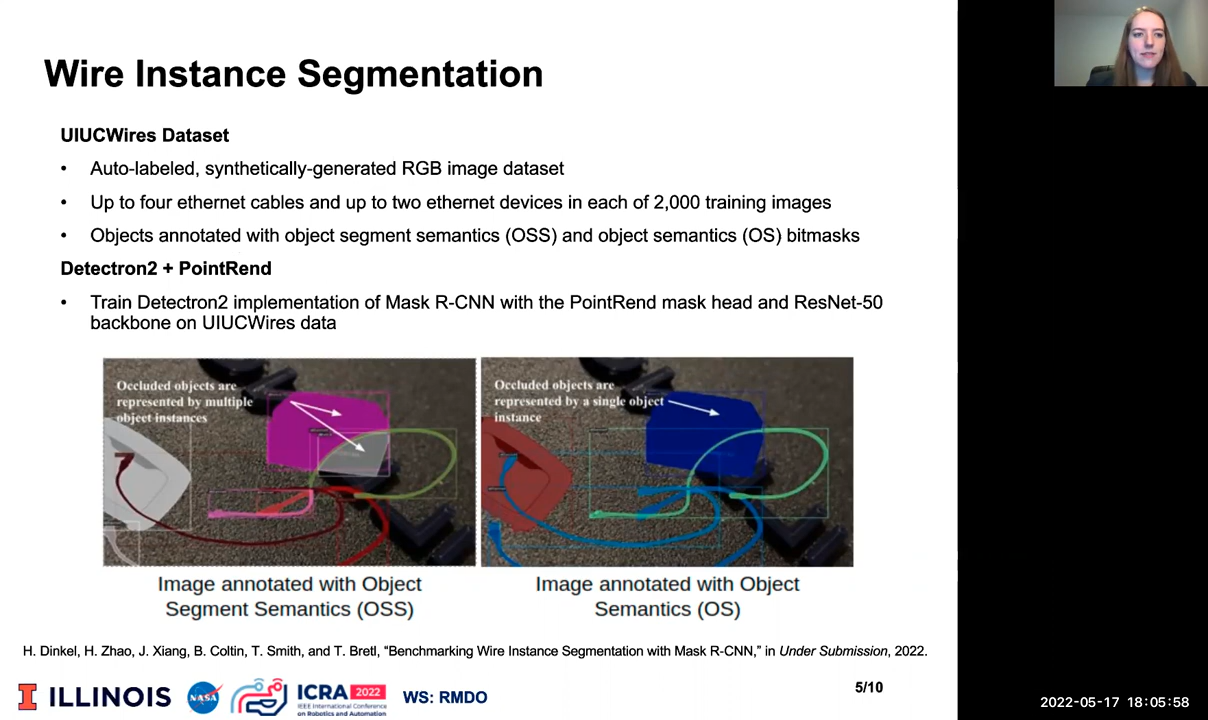 Wire Instance Segmentation
UIUCWires Dataset
• Auto-labeled, synthetically-generated RGB image dataset
• Up to four ethernet cables and up to two ethernet devices in each of 2,000 training images
• Objects annotated with object segment semantics (OSS) and object semantics (OS) bitmasks
Detectron2 + PointRend
• Train Detectron2 implementation of Mask R-CNN with the PointRend mask head and ResNet-50
backbone on UIUCWires data
Occluded objects are
represented by multiple
object instances
Occluded objects are
represented by a single object
instance
Image annotated with Object
Segment Semantics (OSS)
Image annotated with Object
Semantics (OS)
H. Dinkel, H. Zhao, J. Xiang, B. Coltin, T. Smith, and T. Bretl, “Benchmarking Wire Instance Segmentation with Mask R-CNN,” in Under Submission, 2022.
I ILLINOIS
NASA
ICRA 2022
IEEE International Conference
on Robotics and Automation
WS: RMDO
5/10
2022-05-17 18:05:58